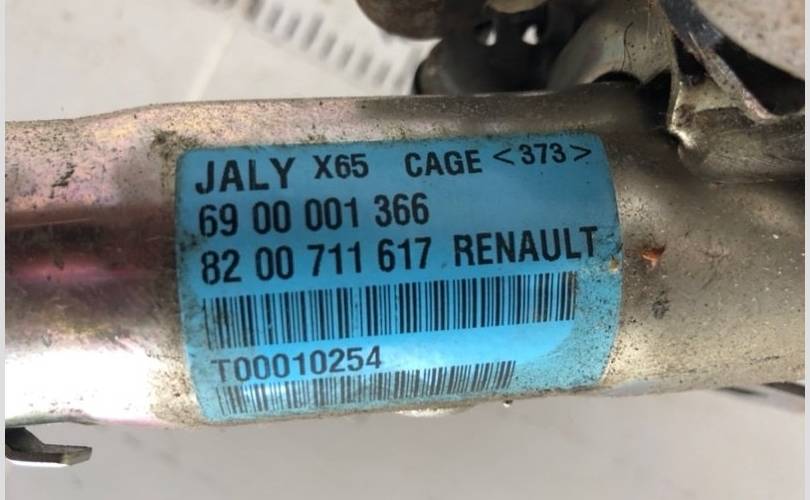 JALY X65 CAGE <373>
69 00 001 366
82 00 711 617 RENAULT
T00010254